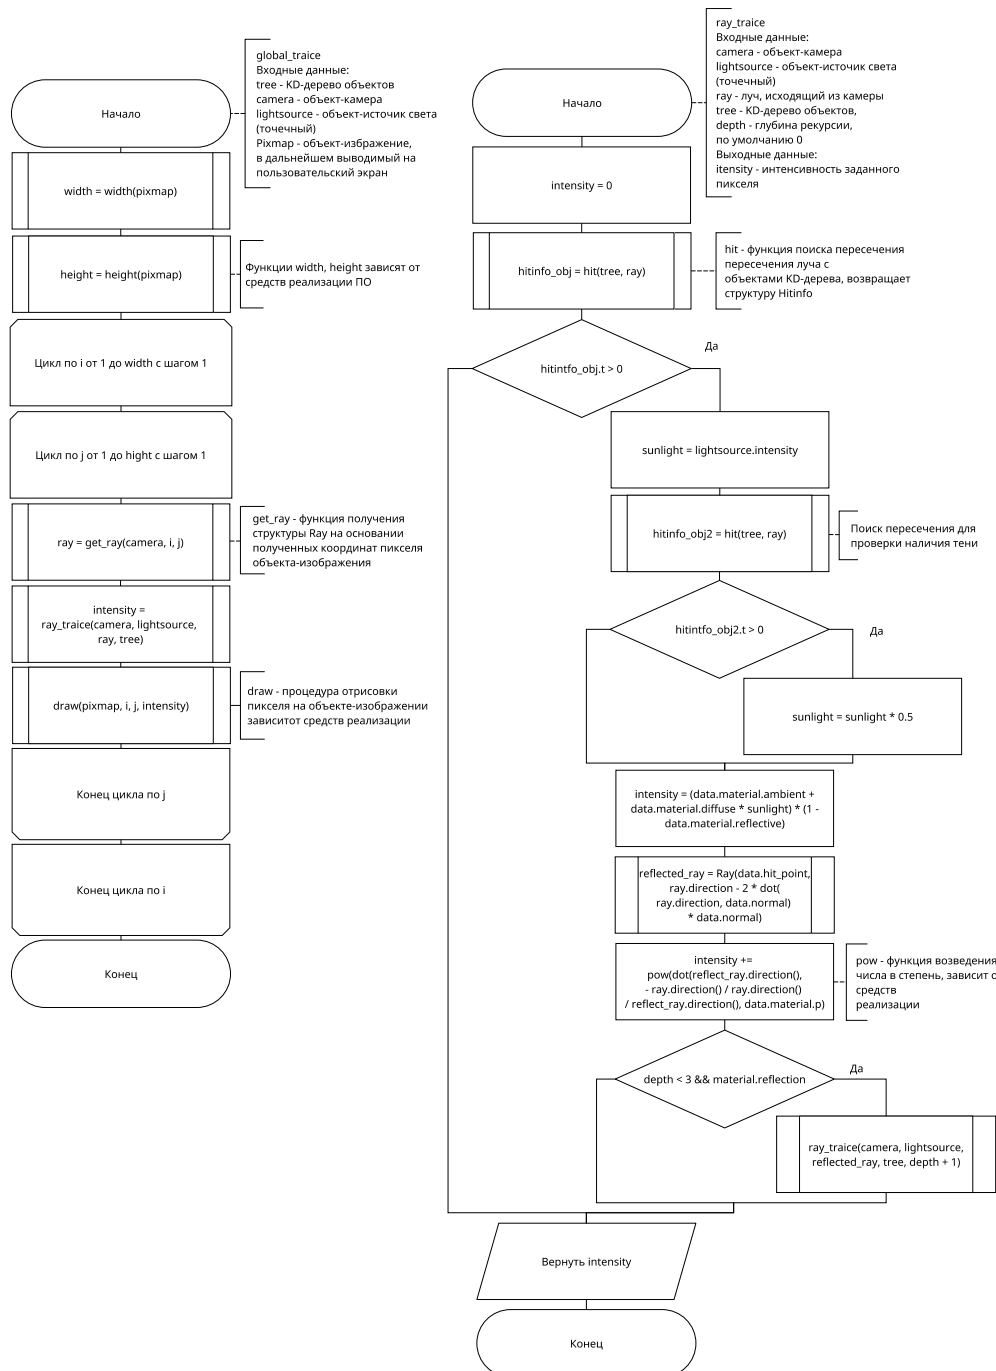 global_traice
Входные данные:
tree - KD-дерево объектов
camera - объект-камера
lightsource - объект-источик света
(точечный)
Pixmap - объект-избражение,
в дальнейшем выводимый на
пользовательский экран
Начало
width = width(pixmap)
height = height(pixmap)
Функции width, height зависят от
средств реализации ПО
Цикл по i от 1 до width с шагом 1
Цикл по j от 1 до hight с шагом 1
ray = get_ray(camera, i, j)
get_ray - функция получения
структуры Ray на основании
полученных координат пикселя
объекта-изображения
intensity =
ray_traice(camera, lightsource,
ray, tree)
draw(pixmap, i, j, intensity)
draw - процедура отрисовки
пикселя на объекте-изображении
зависитот средств реализации
Конец цикла по j
Конец цикла по i
Конец
ray_traice
Входные данные:
camera - объект-камера
lightsource - объект-источик света
(точечный)
ray - луч, исходящий из камеры
tree - KD-дерево объектов,
depth - глубина рекурсии,
по умолчанию 0
Выходные данные:
itensity - интенсивность заданного
пикселя
Начало
intensity = 0
hitinfo_obj = hit(tree, ray)
hit - функция поиска пересечения
пересечения луча с
объектами KD-дерева, возвращает
структуру Hitinfo
hitintfo_obj.t > 0
Да
sunlight = lightsource.intensity
hitinfo_obj2 = hit(tree, ray)
Поиск пересечения для
проверки наличия тени
hitintfo_obj2.t > 0
Да
sunlight = sunlight * 0.5
intensity = (data.material.ambient +
data.material.diffuse * sunlight) * (1 -
data.material.reflective)
reflected_ray = Ray(data.hit_point,
ray.direction - 2 * dot(
ray.direction, data.normal)
* data.normal)
intensity +=
pow(dot(reflect_ray.direction(),
- ray.direction() / ray.direction()
/ reflect_ray.direction(), data.material.p)
pow - функция возведения
числа в степень, зависит о
средств
реализации
depth < 3 && material.reflection
Да
ray_traice(camera, lightsource,
reflected_ray, tree, depth + 1)
Вернуть intensity
Конец